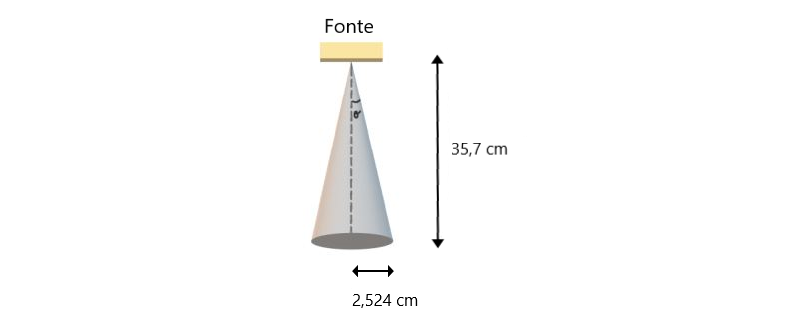 Fonte
θ
35,7 cm
2,524 cm